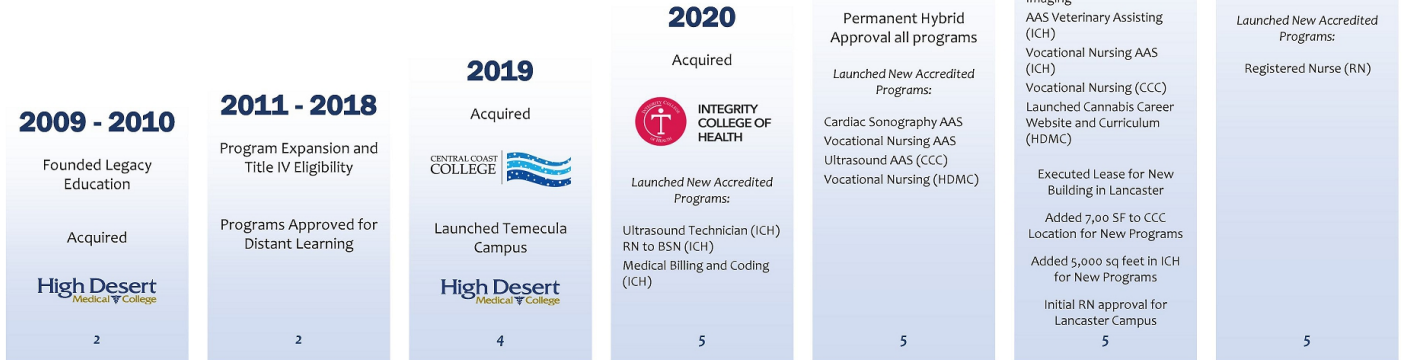 2009 - 2010
Founded Legacy
Education
Acquired
High Desert
Medical College
2
2011 - 2018
Program Expansion and
Title IV Eligibility
Programs Approved for
Distant Learning
2
2019
Acquired
CENTRAL COAST
COLLEGE
Launched Temecula
Campus
High Desert
Medical College
4
2020
Acquired
INTEGRITY
COLLEGE OF
HEALTH
Launched New Accredited
Programs:
Ultrasound Technician (ICH)
RN to BSN (ICH)
Medical Billing and Coding
(ICH)
5
Permanent Hybrid
Approval all programs
Launched New Accredited
Programs:
Cardiac Sonography AAS
Vocational Nursing AAS
Ultrasound AAS (CCC)
Vocational Nursing (HDMC)
5
Imaging
AAS Veterinary Assisting
(ICH)
Vocational Nursing AAS
(ICH)
Vocational Nursing (CCC)
Launched Cannabis Career
Website and Curriculum
(HDMC)
Executed Lease for New
Building in Lancaster
Added 7,00 SF to CCC
Location for New Programs
Added 5,000 sq feet in ICH
for New Programs
Initial RN approval for
Lancaster Campus
5
Launched New Accredited
Programs:
Registered Nurse (RN)
5